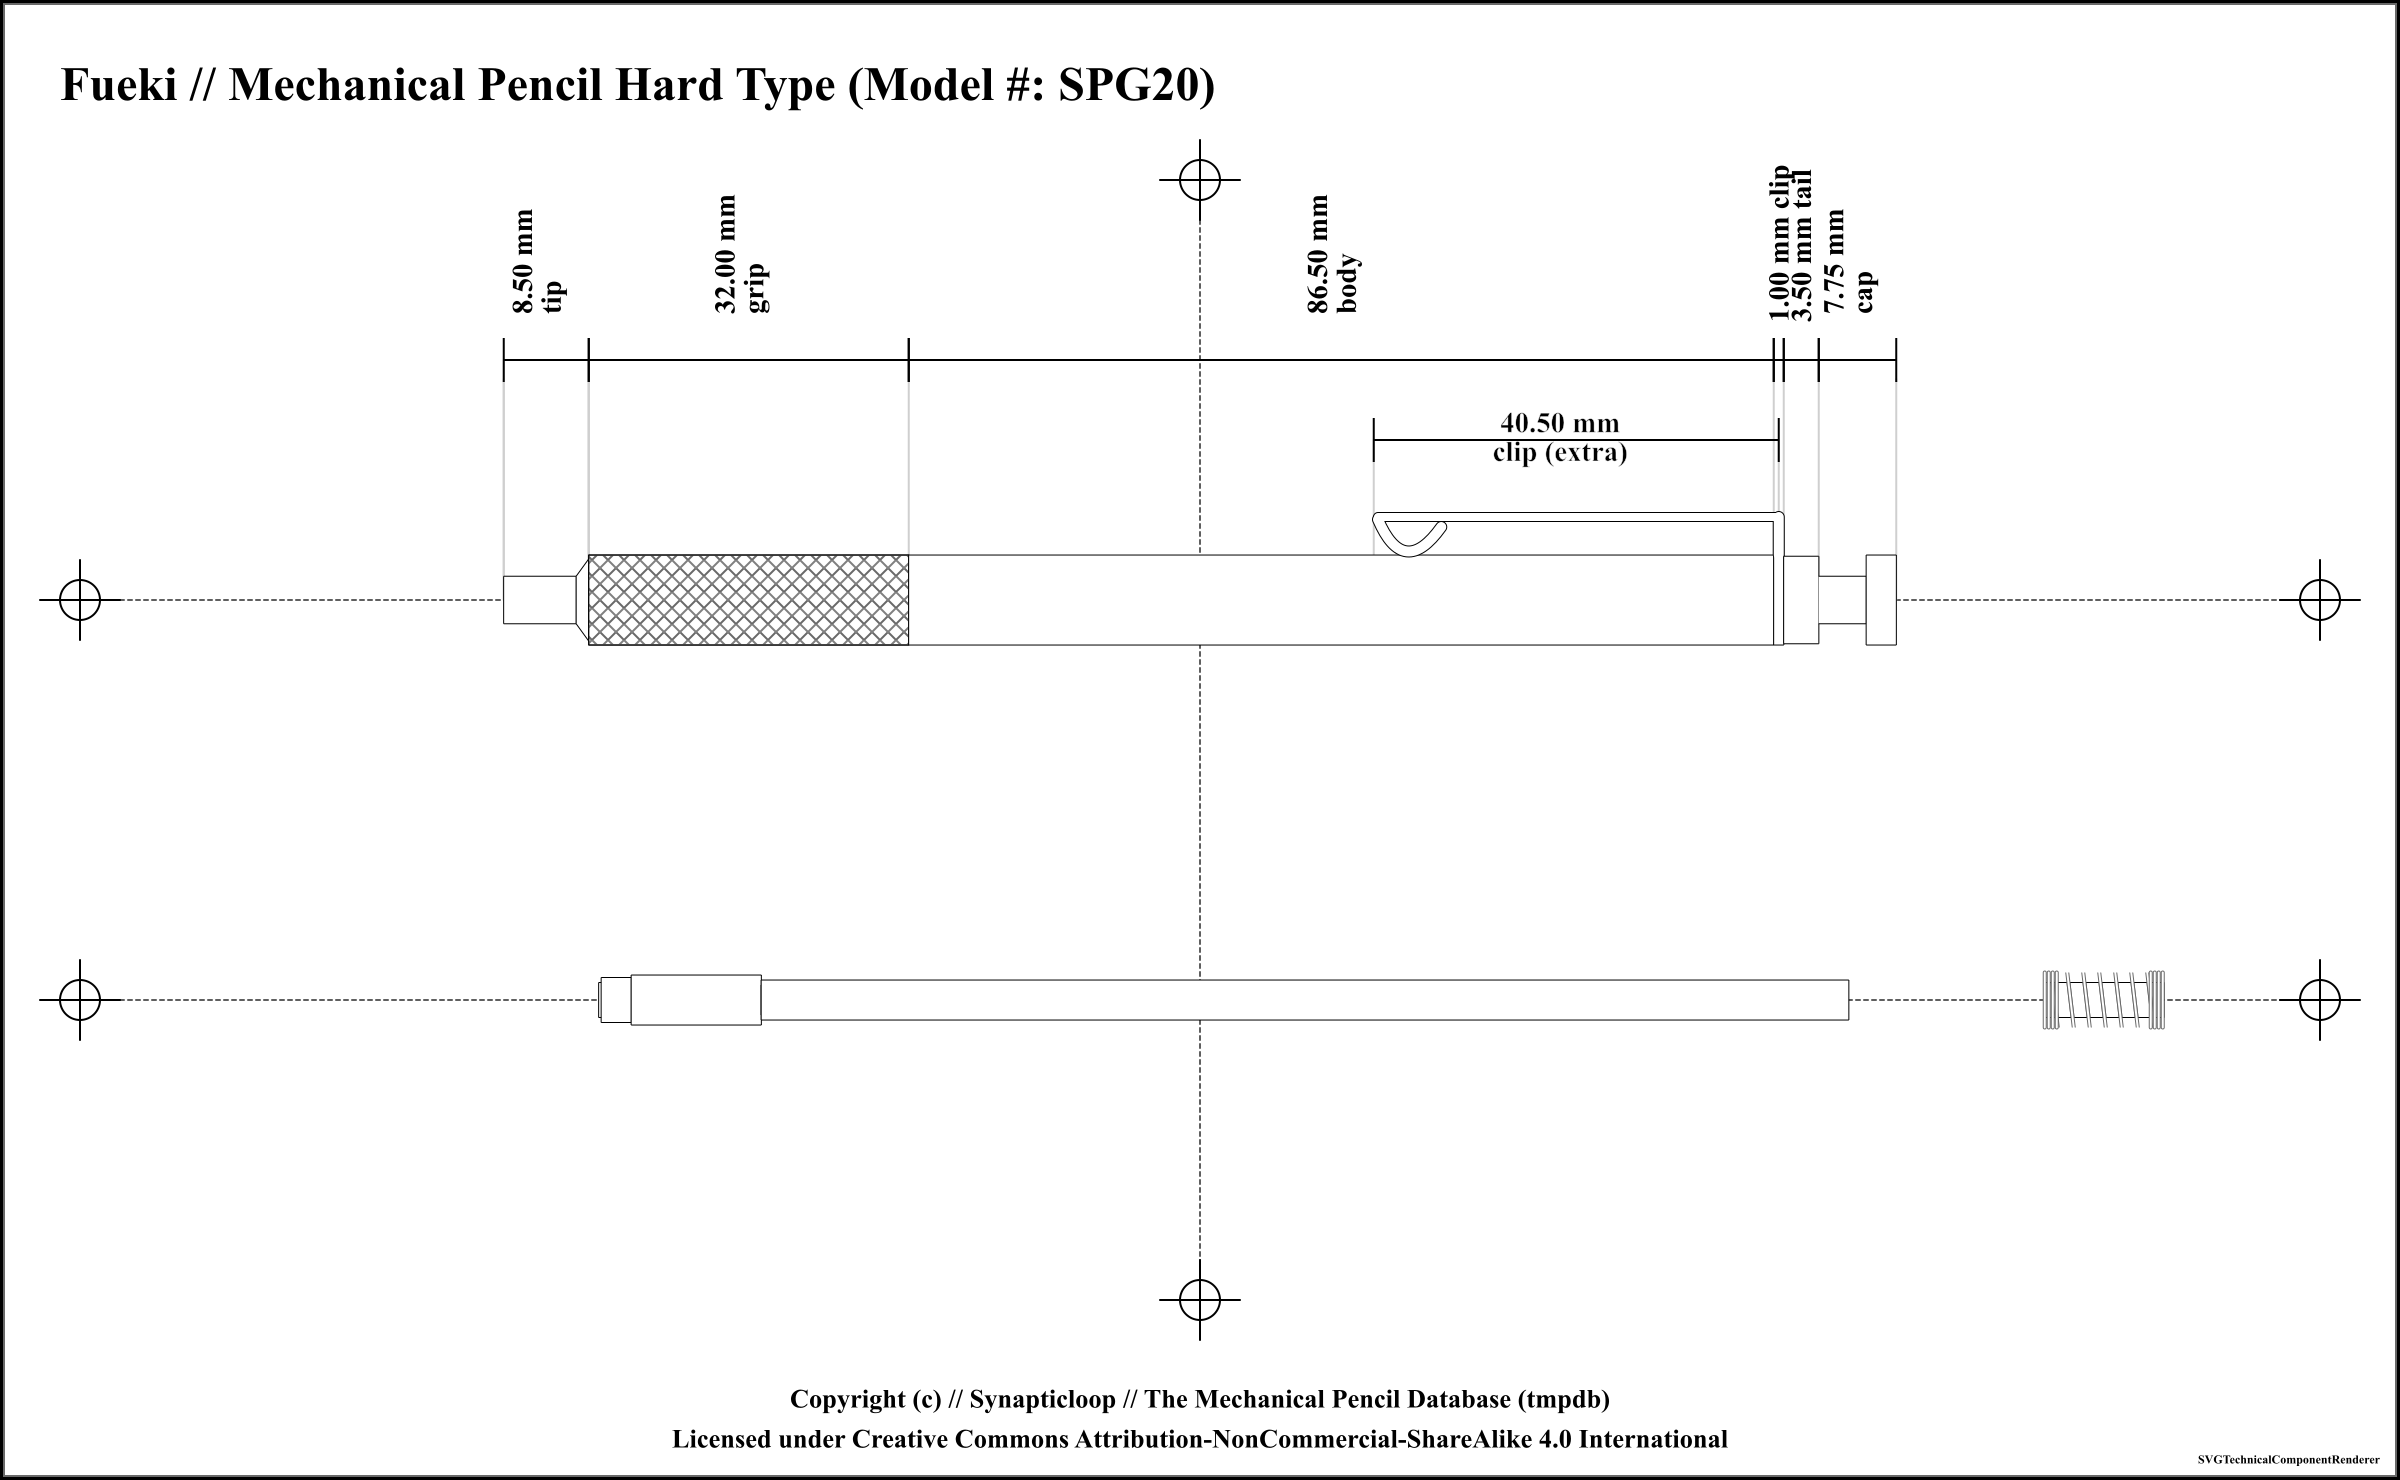 Fueki // Mechanical Pencil Hard Type (Model #: SPG20)
8.50 mm
tip
32.00 mm
grip
86.50 mm
body
1.00 mm clip
3.50 mm tail
7.75 mm
cap
40.50 mm
clip (extra)
Copyright (c) // Synapticloop // The Mechanical Pencil Database (tmpdb)
Licensed under Creative Commons Attribution-NonCommercial-ShareAlike 4.0 International
SVGTechnicalComponentRenderer